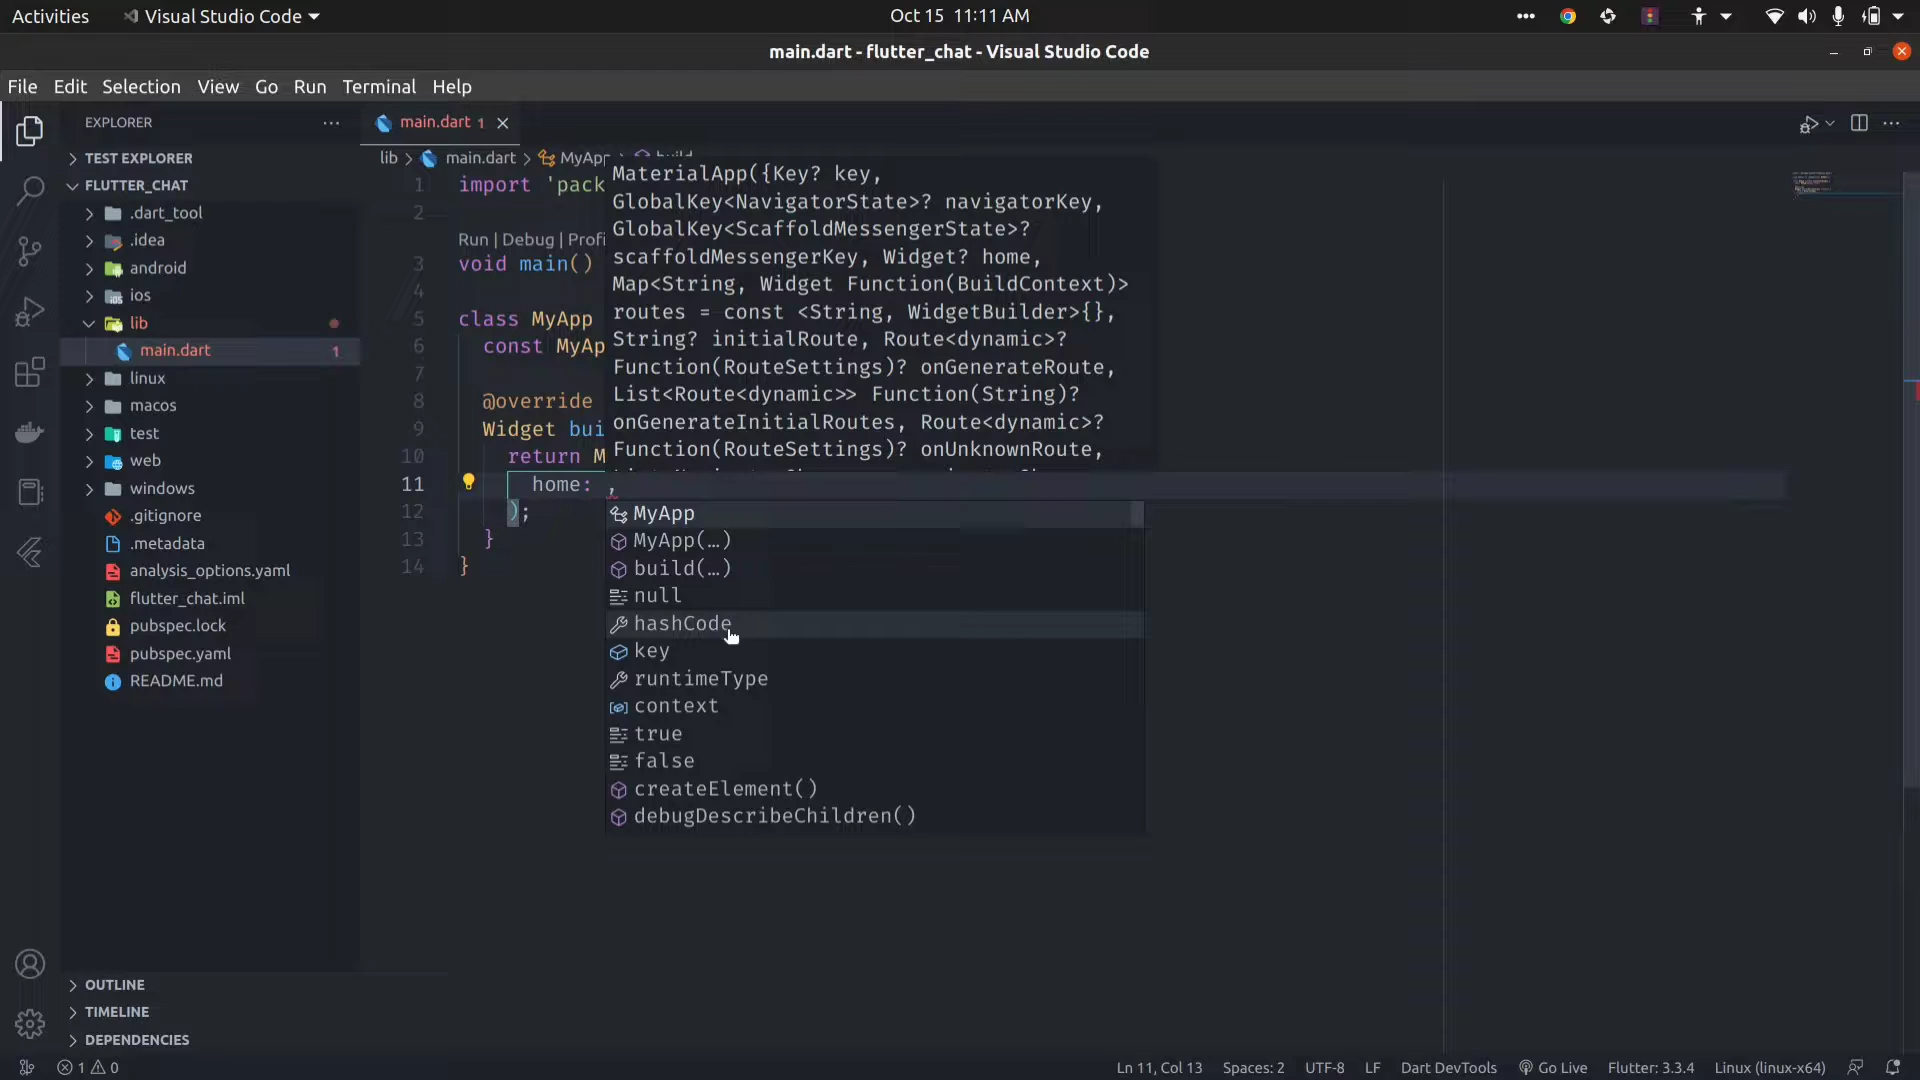 Activities
Visual Studio Code
Oct 15 11:11 AM
main.dart - flutter_chat - Visual Studio Code
File Edit Selection View Go Run Terminal Help
EXPLORER
main.dart 1
TEST EXPLORER
FLUTTER_CHAT
.dart_tool
.idea
android
ios
lib
main.dart 1
linux
macos
test
web
windows
.gitignore
.metadata
analysis_options.yaml
flutter_chat.iml
pubspec.lock
pubspec.yaml
README.md
OUTLINE
TIMELINE
DEPENDENCIES
lib > main.dart > MyApp > build
1 import 'pack
2
Run | Debug | Profi
3 void main()
4
5 class MyApp
6 const MyAp
7
8 @override
9 Widget bui
10 return M
11 home: ,
12 );
13 }
14 }
MaterialApp({Key? key,
GlobalKey<NavigatorState>? navigatorKey,
GlobalKey<ScaffoldMessengerState>?
scaffoldMessengerKey, Widget? home,
Map<String, Widget Function(BuildContext)>
routes = const <String, WidgetBuilder>{},
String? initialRoute, Route<dynamic>?
Function(RouteSettings)? onGenerateRoute,
List<Route<dynamic>> Function(String)?
onGenerateInitialRoutes, Route<dynamic>?
Function(RouteSettings)? onUnknownRoute,
MyApp
MyApp(…)
build(…)
null
hashCode
key
runtimeType
context
true
false
createElement()
debugDescribeChildren()
1 0
Ln 11, Col 13
Spaces: 2
UTF-8
LF
Dart DevTools
Go Live
Flutter: 3.3.4
Linux (linux-x64)